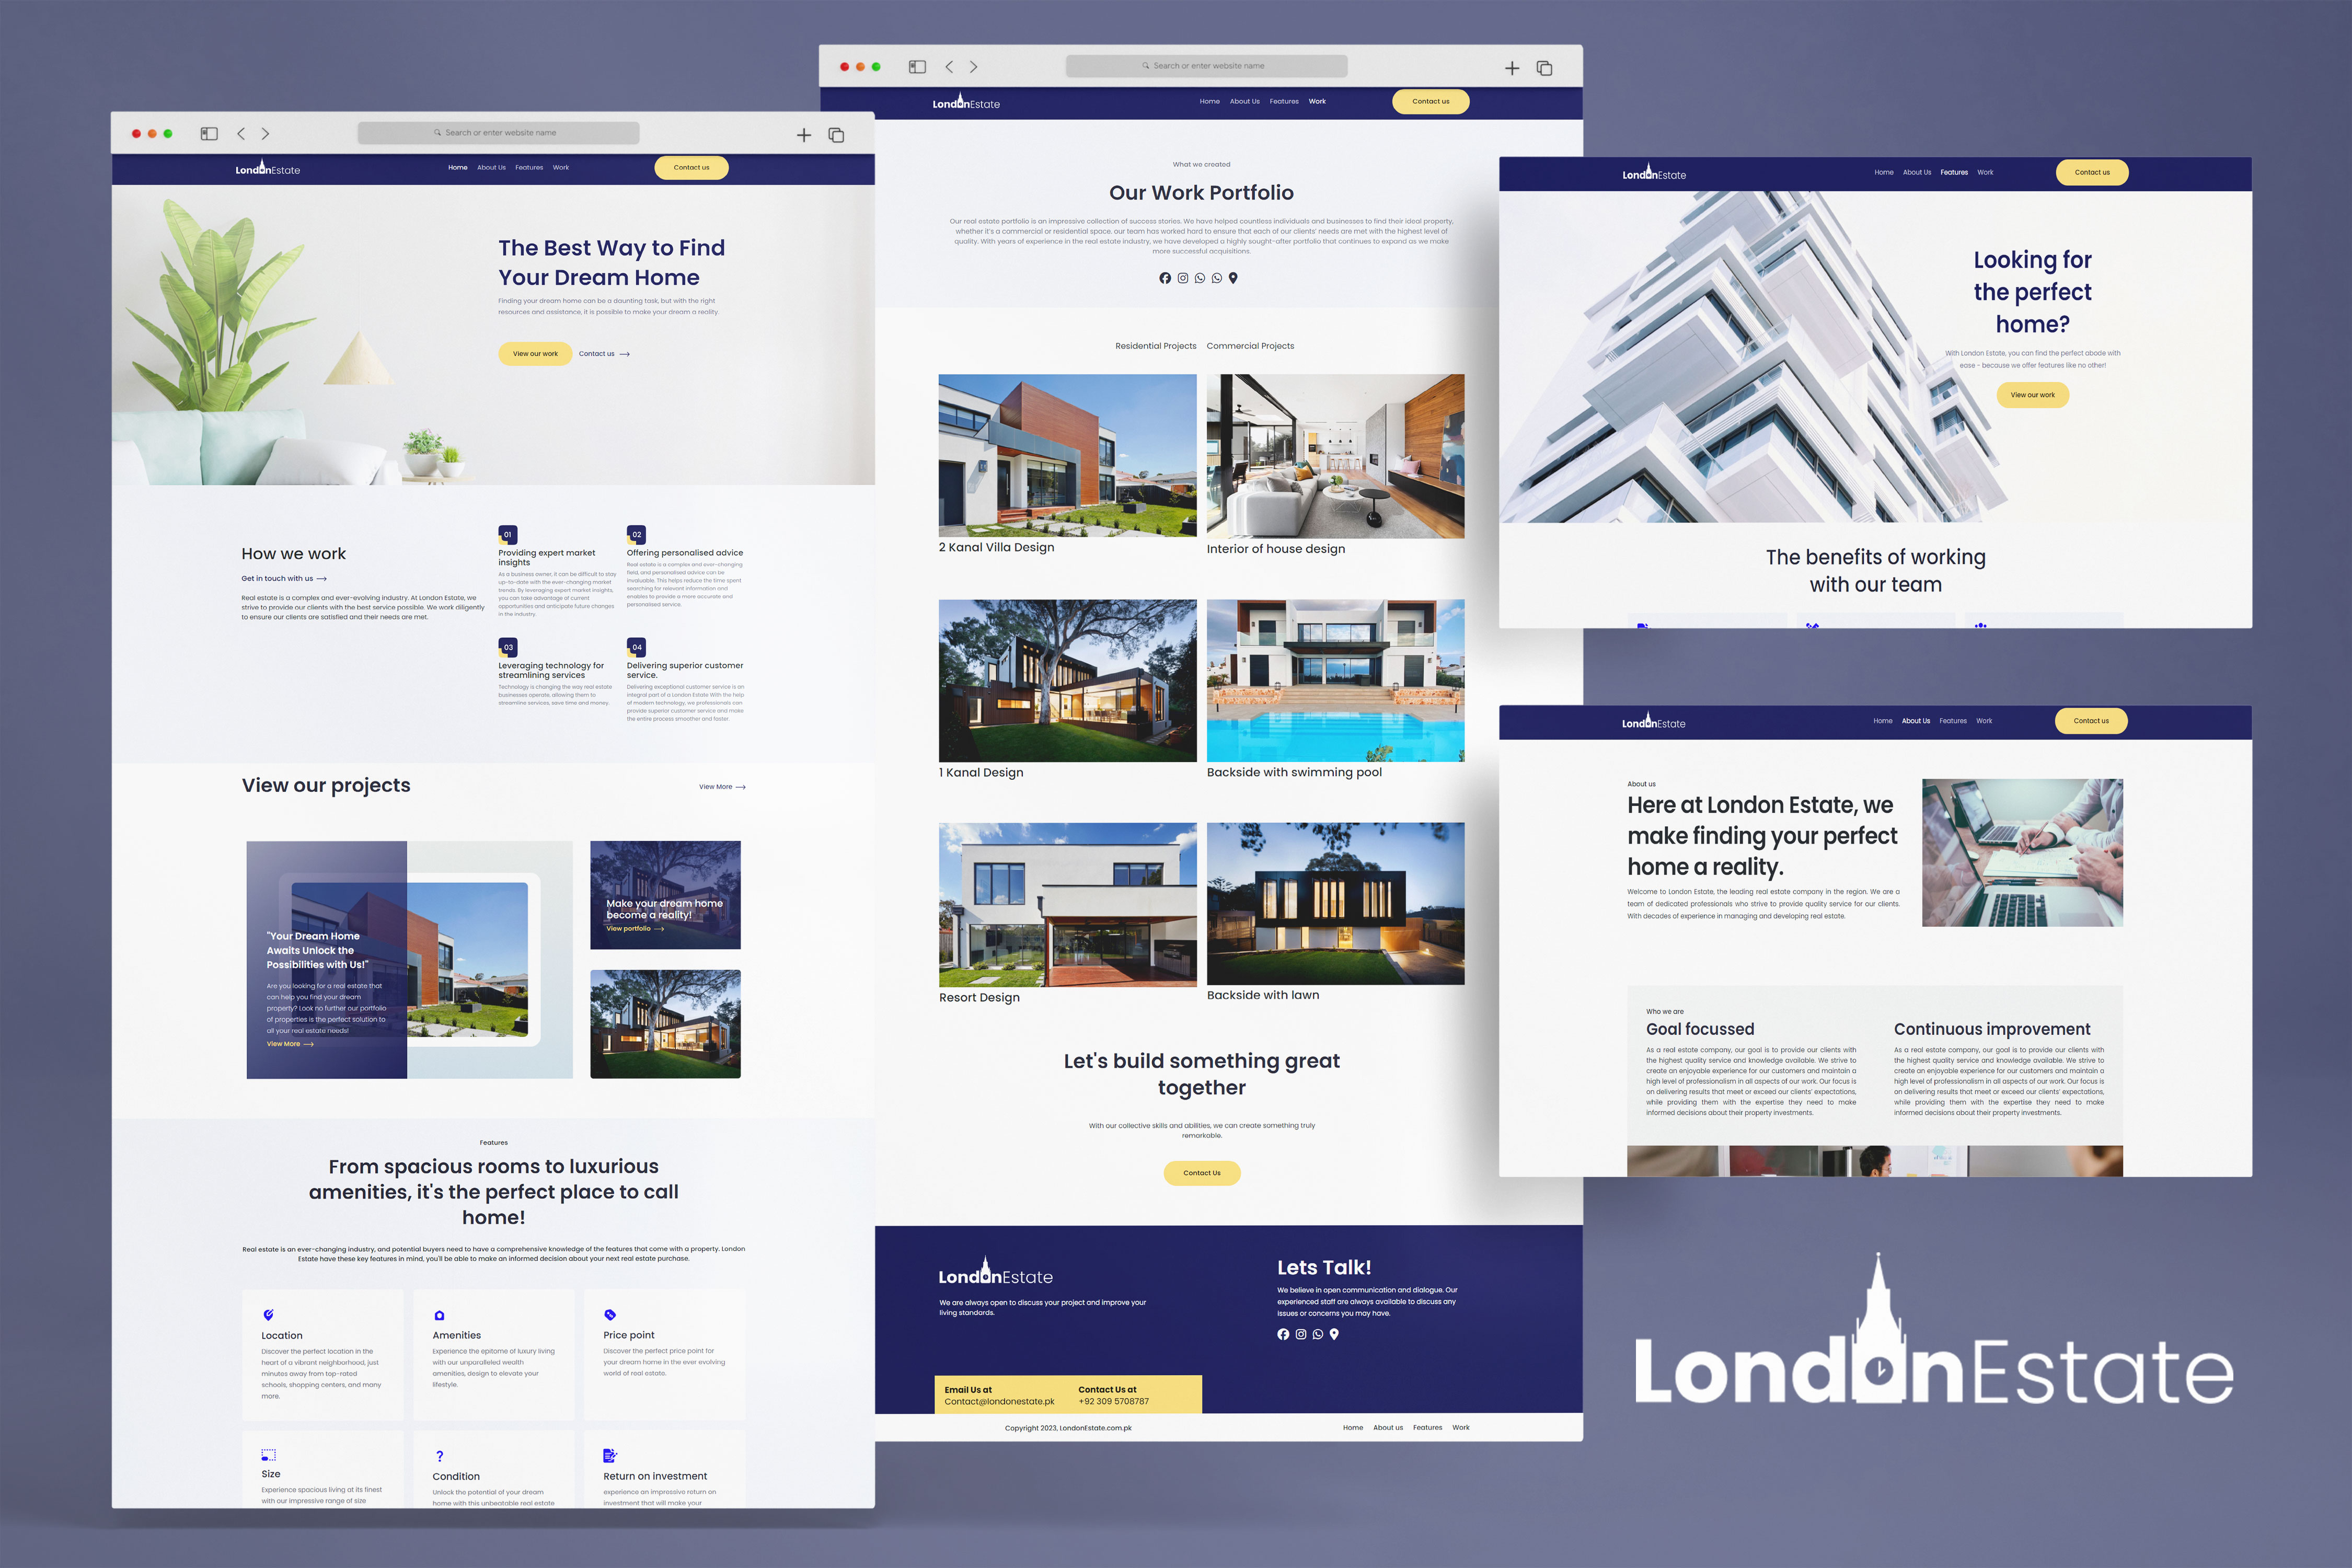 Search or enter website name
LondonEstate
Home About Us Features Work
Contact us
The Best Way to Find
Your Dream Home
Finding your dream home can be a daunting task, but with the right
resources and assistance, it is possible to make your dream a reality.
View our work
Contact us
How we work
Get in touch with us
Real estate is a complex and ever-evolving industry. At London Estate, we
strive to provide our clients with the best service possible. We work diligently
to ensure our clients are satisfied and their needs are met.
01
Providing expert market
insights
As a business owner, it can be difficult to stay
up-to-date with the ever-changing market
trends. By leveraging expert market insights,
you can take advantage of current
opportunities and anticipate future changes
in the industry.
02
Offering personalised advice
Real estate is a complex and ever-changing
field, and personalised advice can be
invaluable. This helps reduce the time spent
searching for relevant information and
enables to provide a more accurate and
personalised service.
03
Leveraging technology for
streamlining services
Technology is changing the way real estate
businesses operate, allowing them to
streamline services, save time and money.
04
Delivering superior customer
service.
Delivering exceptional customer service is an
integral part of a London Estate With the help
of modern technology, we professionals can
provide superior customer service and make
the entire process smoother and faster.
View our projects
View More
"Your Dream Home
Awaits Unlock the
Possibilities with Us!"
Are you looking for a real estate that
can help you find your dream
property? Look no further our portfolio
of properties is the perfect solution to
all your real estate needs!
View More
Make your dream home
become a reality!
View portfolio
Features
From spacious rooms to luxurious
amenities, it's the perfect place to call
home!
Real estate is an ever-changing industry, and potential buyers need to have a comprehensive knowledge of the features that come with a property. London
Estate have these key features in mind, you'll be able to make an informed decision about your next real estate purchase.
Location
Discover the perfect location in the
heart of a vibrant neighborhood, just
minutes away from top-rated
schools, shopping centers, and many
more.
Amenities
Experience the epitome of luxury living
with our unparalleled wealth
amenities, design to elevate your
lifestyle.
Price point
Discover the perfect price point for
your dream home in the ever evolving
world of real estate.
Size
Experience spacious living at its finest
with our impressive range of size
?
Condition
Unlock the potential of your dream
home with this unbeatable real estate
Return on investment
experience an impressive return on
investment that will make your
Search or enter website name
LondonEstate
Home About Us Features Work
Contact us
What we created
Our Work Portfolio
Our real estate portfolio is an impressive collection of success stories. We have helped countless individuals and businesses to find their ideal property,
whether it's a commercial or residential space. our team has worked hard to ensure that each of our clients' needs are met with the highest level of
quality. With years of experience in the real estate industry, we have developed a highly sought-after portfolio that continues to expand as we make
more successful acquisitions.
Residential Projects Commercial Projects
2 Kanal Villa Design
Interior of house design
1 Kanal Design
Backside with swimming pool
Resort Design
Backside with lawn
Let's build something great
together
With our collective skills and abilities, we can create something truly
remarkable.
Contact Us
LondonEstate
We are always open to discuss your project and improve your
living standards.
Lets Talk!
We believe in open communication and dialogue. Our
experienced staff are always available to discuss any
issues or concerns you may have.
Email Us at
Contact@londonestate.pk
Contact Us at
+92 309 5708787
Copyright 2023, LondonEstate.com.pk
Home About us Features Work
LondonEstate
Home About Us Features Work
Contact us
Looking for
the perfect
home?
With London Estate, you can find the perfect abode with
ease - because we offer features like no other!
View our work
The benefits of working
with our team
LondonEstate
Home About Us Features Work
Contact us
About us
Here at London Estate, we
make finding your perfect
home a reality.
Welcome to London Estate, the leading real estate company in the region. We are a
team of dedicated professionals who strive to provide quality service for our clients.
With decades of experience in managing and developing real estate.
Who we are
Goal focussed
As a real estate company, our goal is to provide our clients with
the highest quality service and knowledge available. We strive to
create an enjoyable experience for our customers and maintain a
high level of professionalism in all aspects of our work. Our focus is
on delivering results that meet or exceed our clients' expectations,
while providing them with the expertise they need to make
informed decisions about their property investments.
Continuous improvement
As a real estate company, our goal is to provide our clients with
the highest quality service and knowledge available. We strive to
create an enjoyable experience for our customers and maintain a
high level of professionalism in all aspects of our work. Our focus is
on delivering results that meet or exceed our clients' expectations,
while providing them with the expertise they need to make
informed decisions about their property investments.
LondonEstate